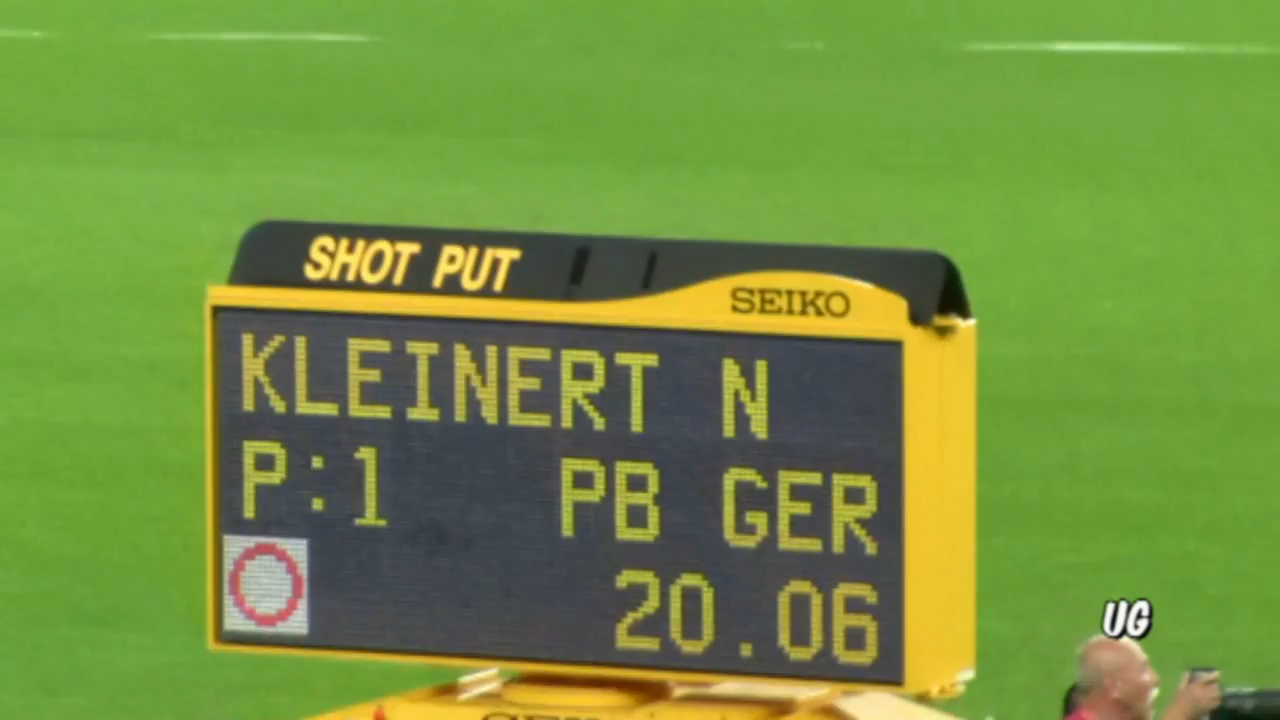 SHOT PUT
SEIKO
KLEINERT N
P:1 PB GER
20.06
UG